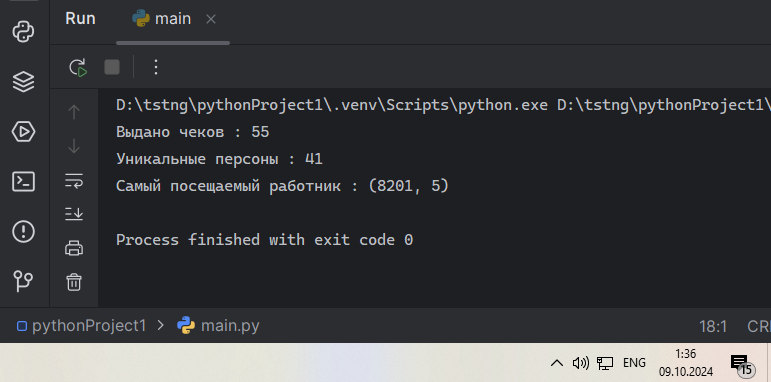 Run main
D:\tstng\pythonProject1\.venv\Scripts\python.exe D:\tstng\pythonProject1\
Выдано чеков : 55
Уникальные персоны : 41
Самый посещаемый работник : (8201, 5)
Process finished with exit code 0
pythonProject1 > main.py 18:1
ENG 1:36
09.10.2024 15